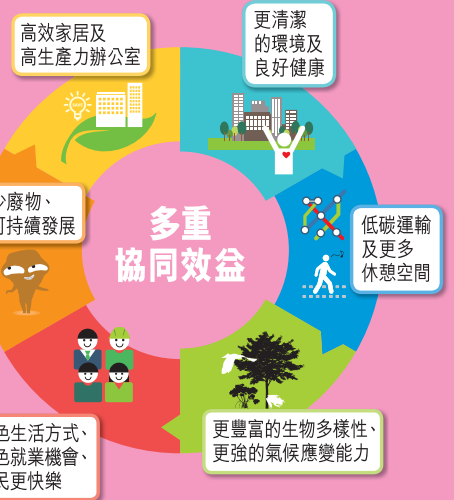 高效家居及
高生產力辦公室
更清潔
的環境及
良好健康
低碳運輸
及更多
休憩空間
更豐富的生物多樣性、
更強的氣候應變能力
色生活方式、
色就業機會、
民更快樂
少廢物、
可持續發展
多重
協同效益